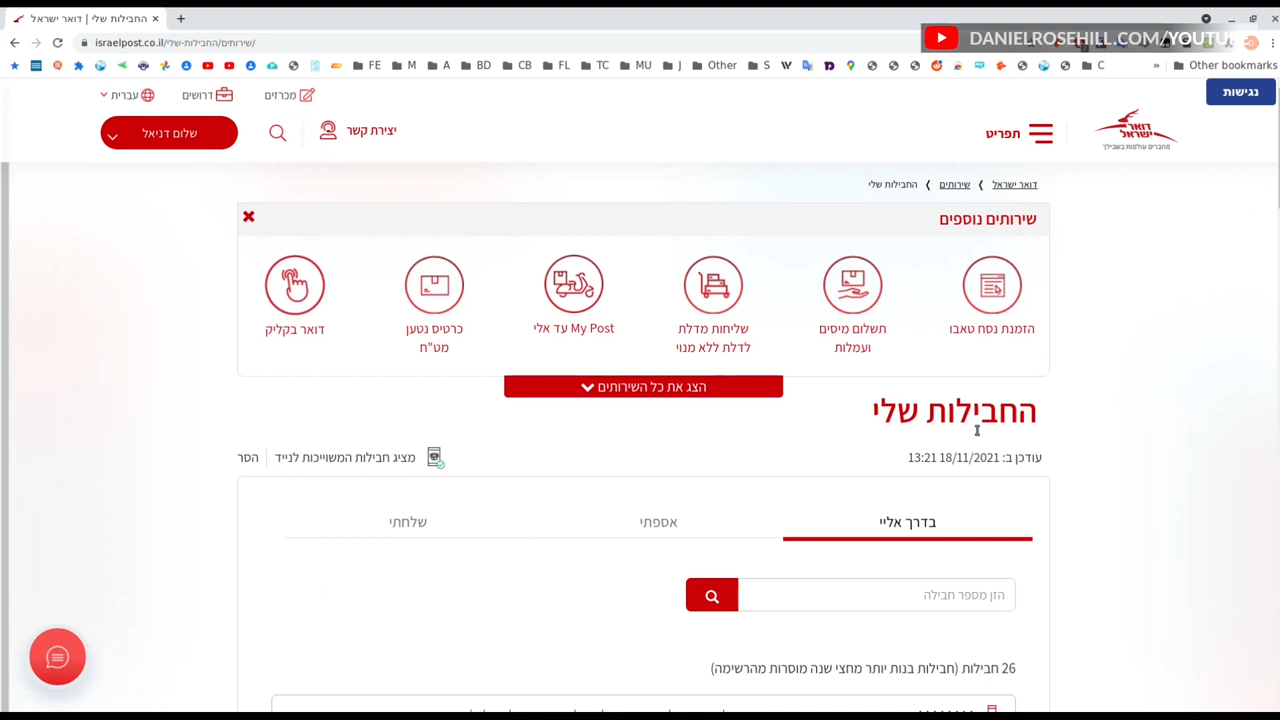 החבילות שלי | דואר ישראל
israelpost.co.il/שירותים/החבילות-שלי/
DANIELROSEHILL.COM/YOUTUBE
FE
M
A
BD
CB
FL
TC
MU
J
Other
S
C
»
Other bookmarks
נגישות
מכרזים
דרושים
עברית
דואר ישראל
מחברים עולמות בשבילך
תפריט
יצירת קשר
שלום דניאל
דואר ישראל ❭ שירותים ❭ החבילות שלי
שירותים נוספים
הזמנת נסח טאבו
תשלום מיסים
ועמלות
שליחות מדלת
לדלת ללא מנוי
My Post עד אלי
כרטיס נטען
מט"ח
דואר בקליק
הצג את כל השירותים
החבילות שלי
עודכן ב: 18/11/2021 13:21
מציג חבילות המשוייכות לנייד
הסר
בדרך אליי
אספתי
שלחתי
הזן מספר חבילה
26 חבילות (חבילות בנות יותר מחצי שנה מוסרות מהרשימה)